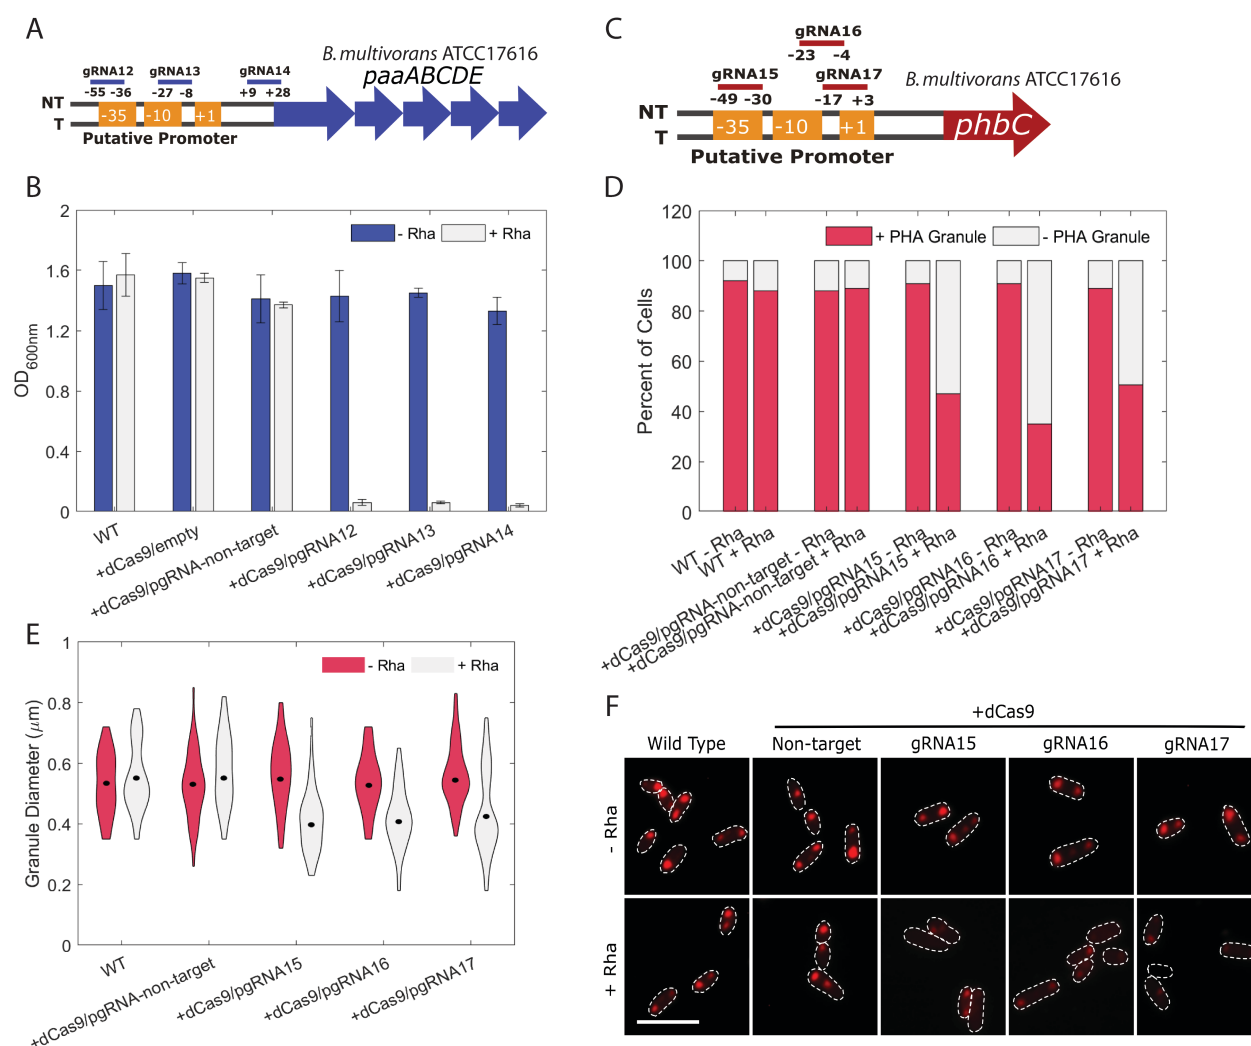 A
B.multivorans ATCC17616
paaABCDE
gRNA12 gRNA13 gRNA14
-55 -36 -27 -8 +9 +28
NT
-35 -10 +1
T
Putative Promoter
C
gRNA16
-23 -4
gRNA15 gRNA17
B.multivorans ATCC17616
-49 -30 -17 +3
NT
-35 -10 +1 phbC
T
Putative Promoter
B
2
1.6
1.2
0.8
0.4
0
OD600nm
- Rha + Rha
WT
+dCas9/empty
+dCas9/pgRNA-non-target
+dCas9/pgRNA12
+dCas9/pgRNA13
+dCas9/pgRNA14
D
120
100
80
60
40
20
0
Percent of Cells
+ PHA Granule - PHA Granule
WT - Rha
WT + Rha
+dCas9/pgRNA-non-target - Rha
+dCas9/pgRNA-non-target + Rha
+dCas9/pgRNA15 - Rha
+dCas9/pgRNA15 + Rha
+dCas9/pgRNA16 - Rha
+dCas9/pgRNA16 + Rha
+dCas9/pgRNA17 - Rha
+dCas9/pgRNA17 + Rha
E
1
0.8
0.6
0.4
0.2
0
Granule Diameter (μm)
- Rha + Rha
WT
+dCas9/pgRNA-non-target
+dCas9/pgRNA15
+dCas9/pgRNA16
+dCas9/pgRNA17
F
+dCas9
Wild Type Non-target gRNA15 gRNA16 gRNA17
- Rha
+ Rha